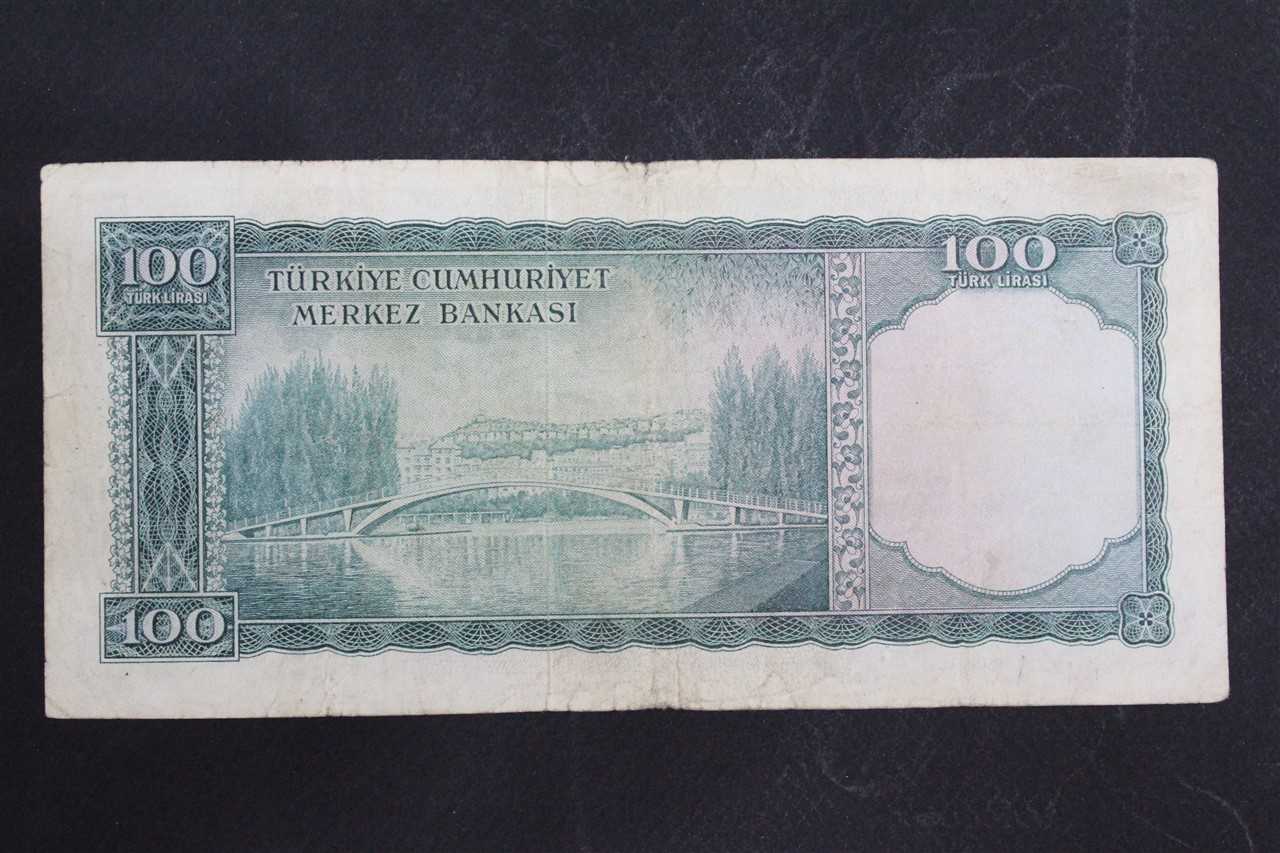 100
TÜRK LİRASI
TÜRKİYE CUMHURİYET
MERKEZ BANKASI
100
TÜRK LİRASI
100